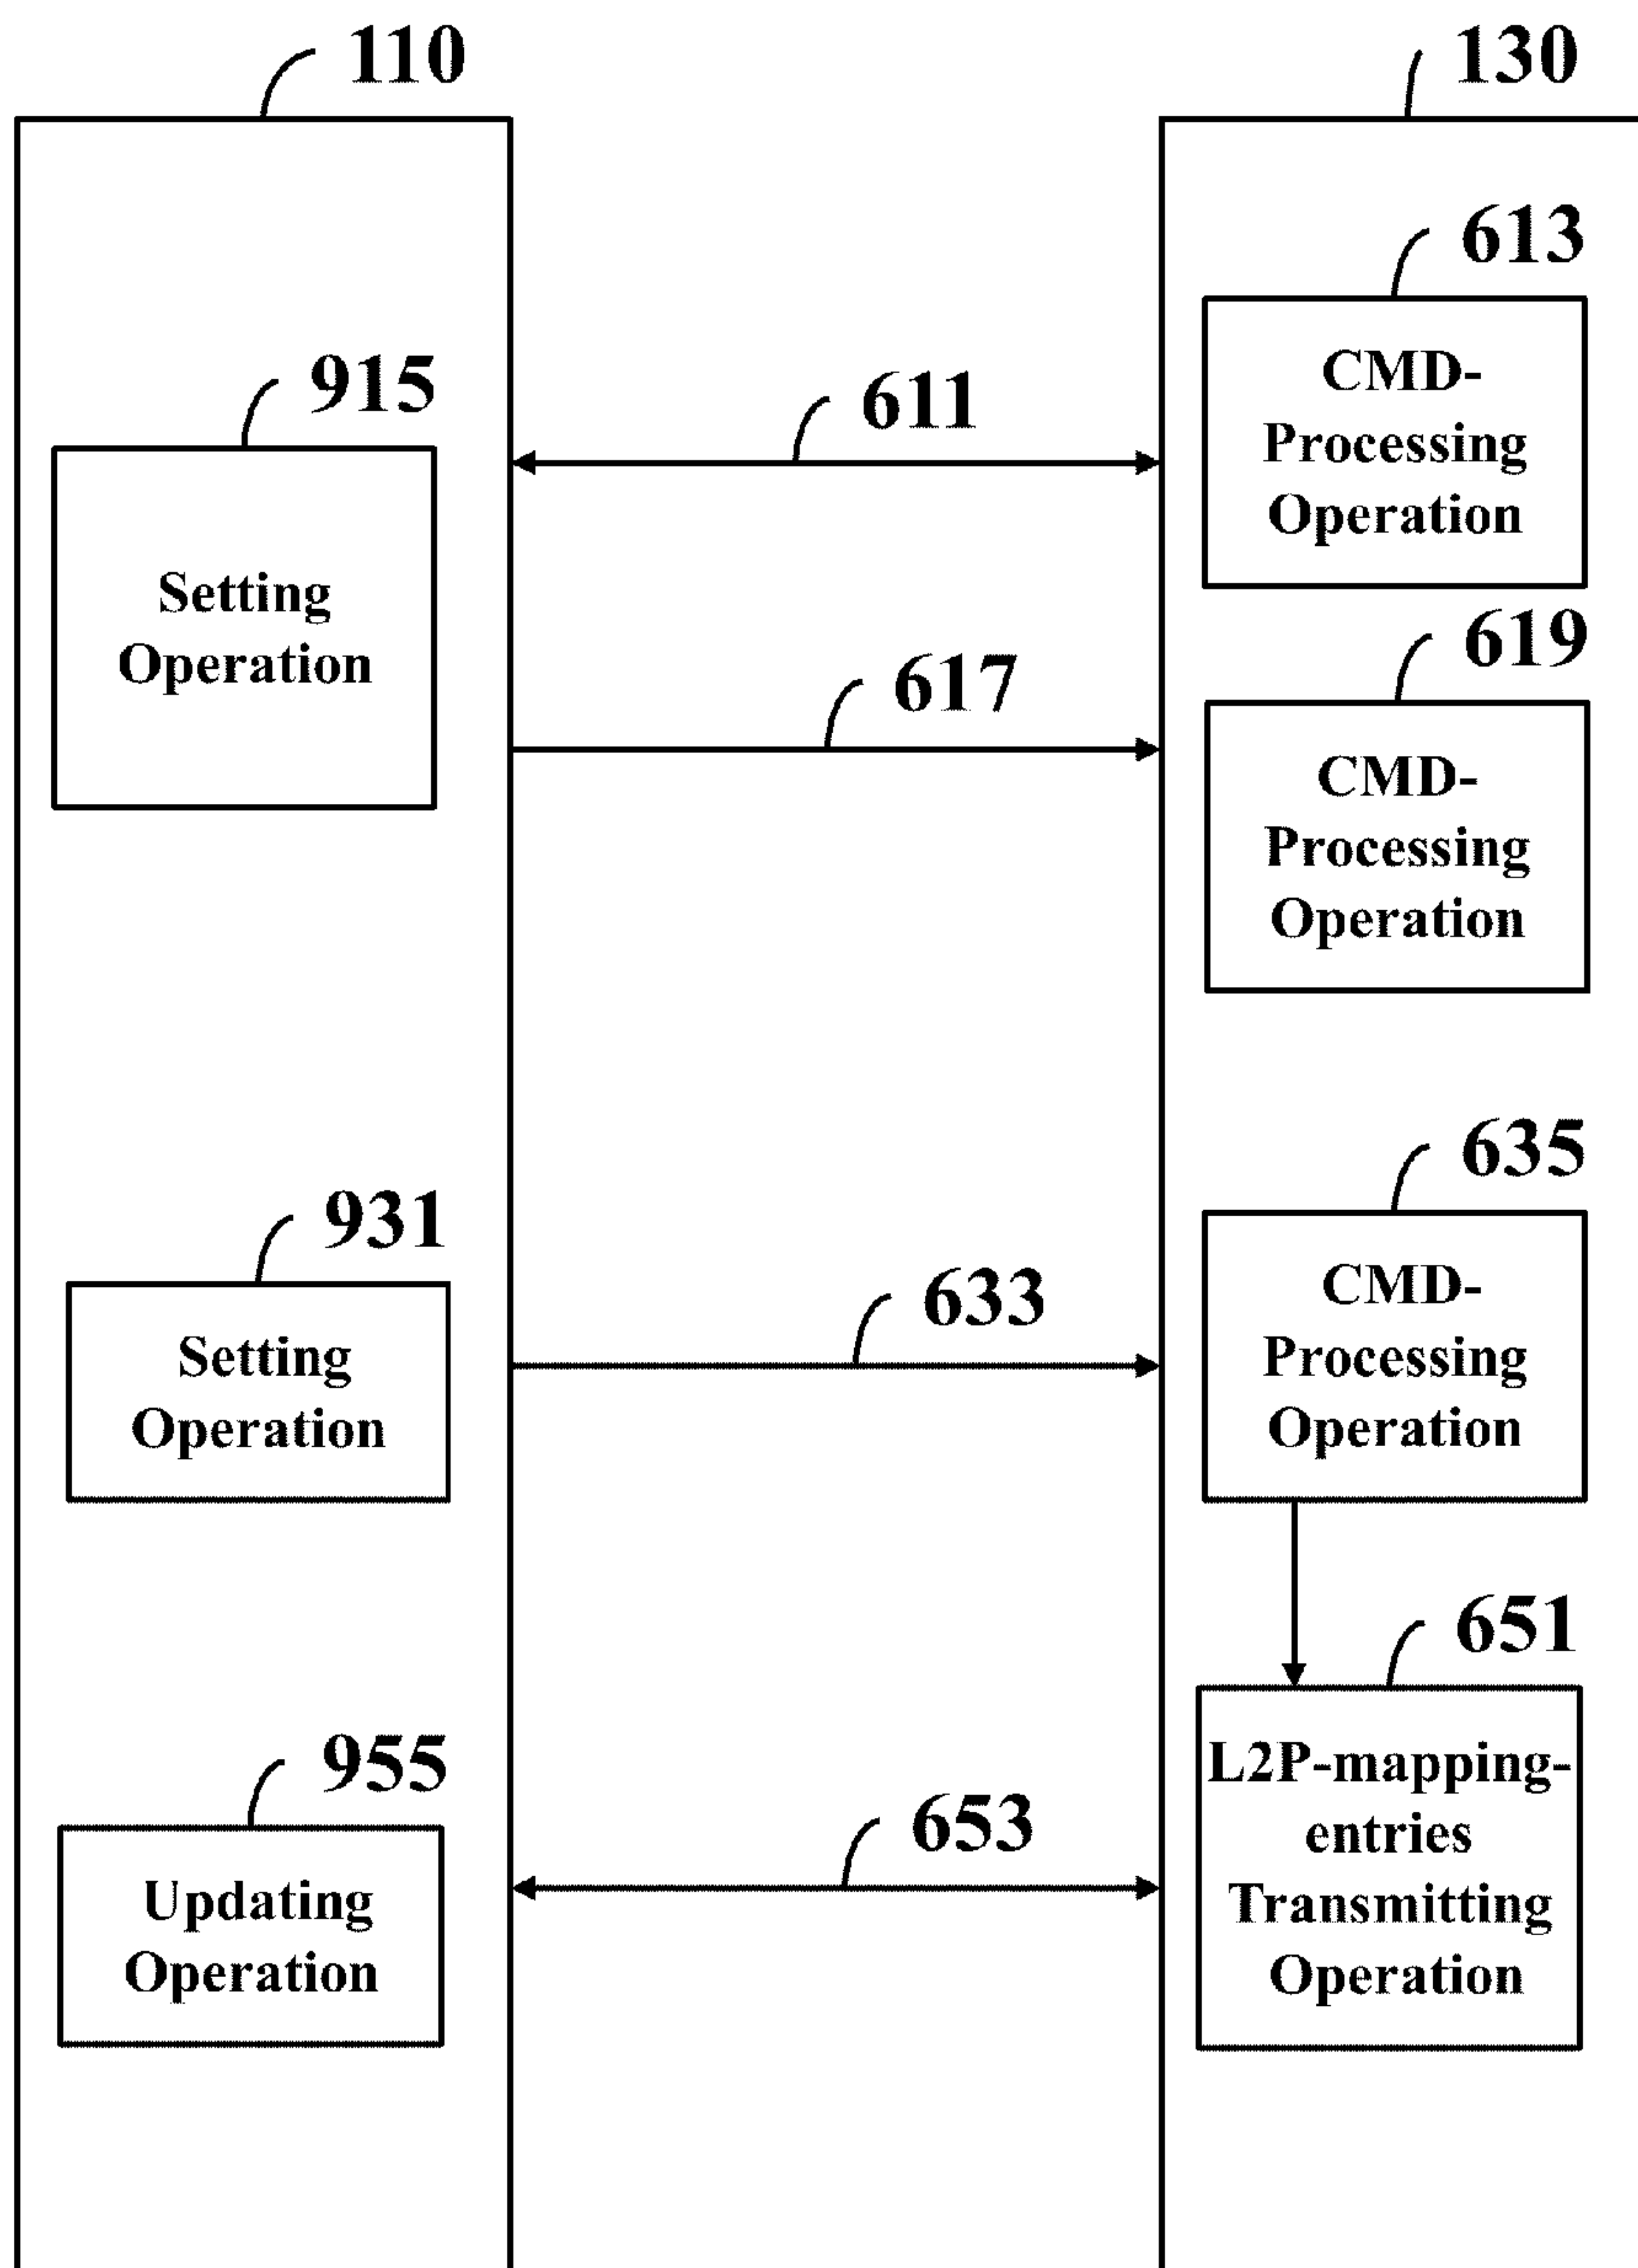 110
130
613
CMD-
Processing
Operation
915
611
Setting
Operation
617
619
CMD-
Processing
Operation
635
931
633
CMD-
Processing
Operation
Setting
Operation
651
955
653
L2P-mapping-
entries
Transmitting
Operation
Updating
Operation